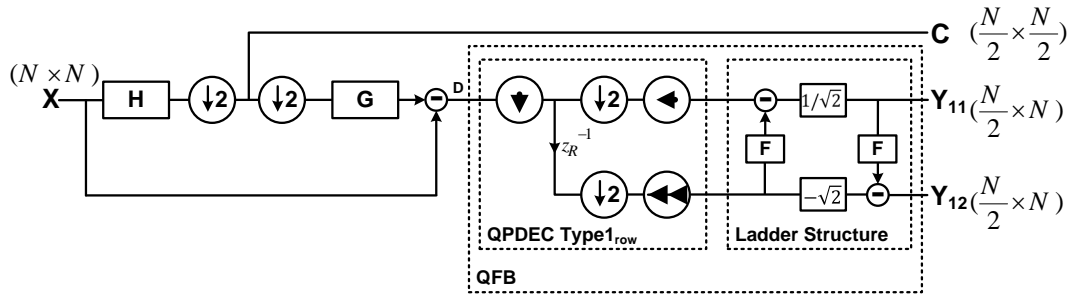 (N × N)
X
H
↓2
↓2
G
D
z_R^{-1}
↓2
↓2
QPDEC Type1row
F
1/√2
-√2
F
Ladder Structure
QFB
C (N/2 × N/2)
Y11 (N/2 × N)
Y12 (N/2 × N)